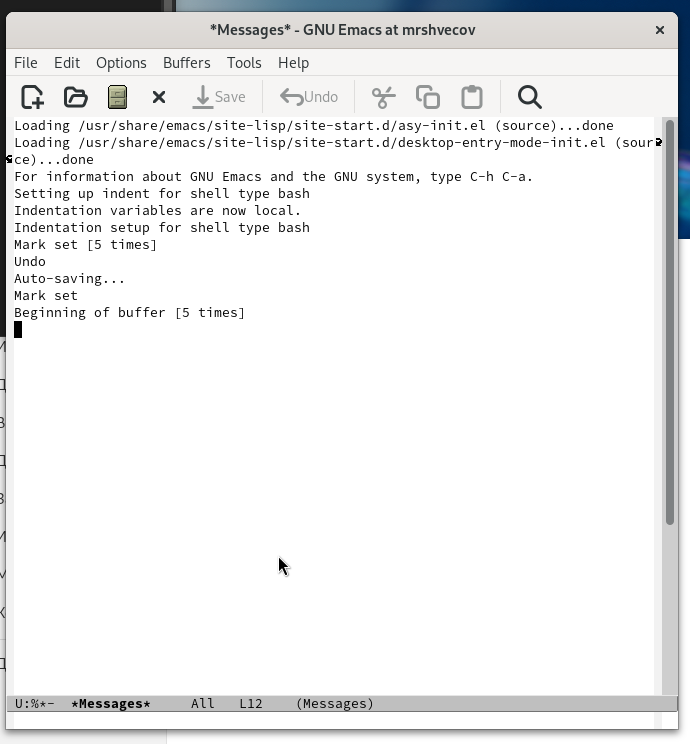 *Messages* - GNU Emacs at mrshvecov
File Edit Options Buffers Tools Help
Save Undo
Loading /usr/share/emacs/site-lisp/site-start.d/asy-init.el (source)...done
Loading /usr/share/emacs/site-lisp/site-start.d/desktop-entry-mode-init.el (sour
ce)...done
For information about GNU Emacs and the GNU system, type C-h C-a.
Setting up indent for shell type bash
Indentation variables are now local.
Indentation setup for shell type bash
Mark set [5 times]
Undo
Auto-saving...
Mark set
Beginning of buffer [5 times]
U:%*- *Messages* All L12 (Messages)